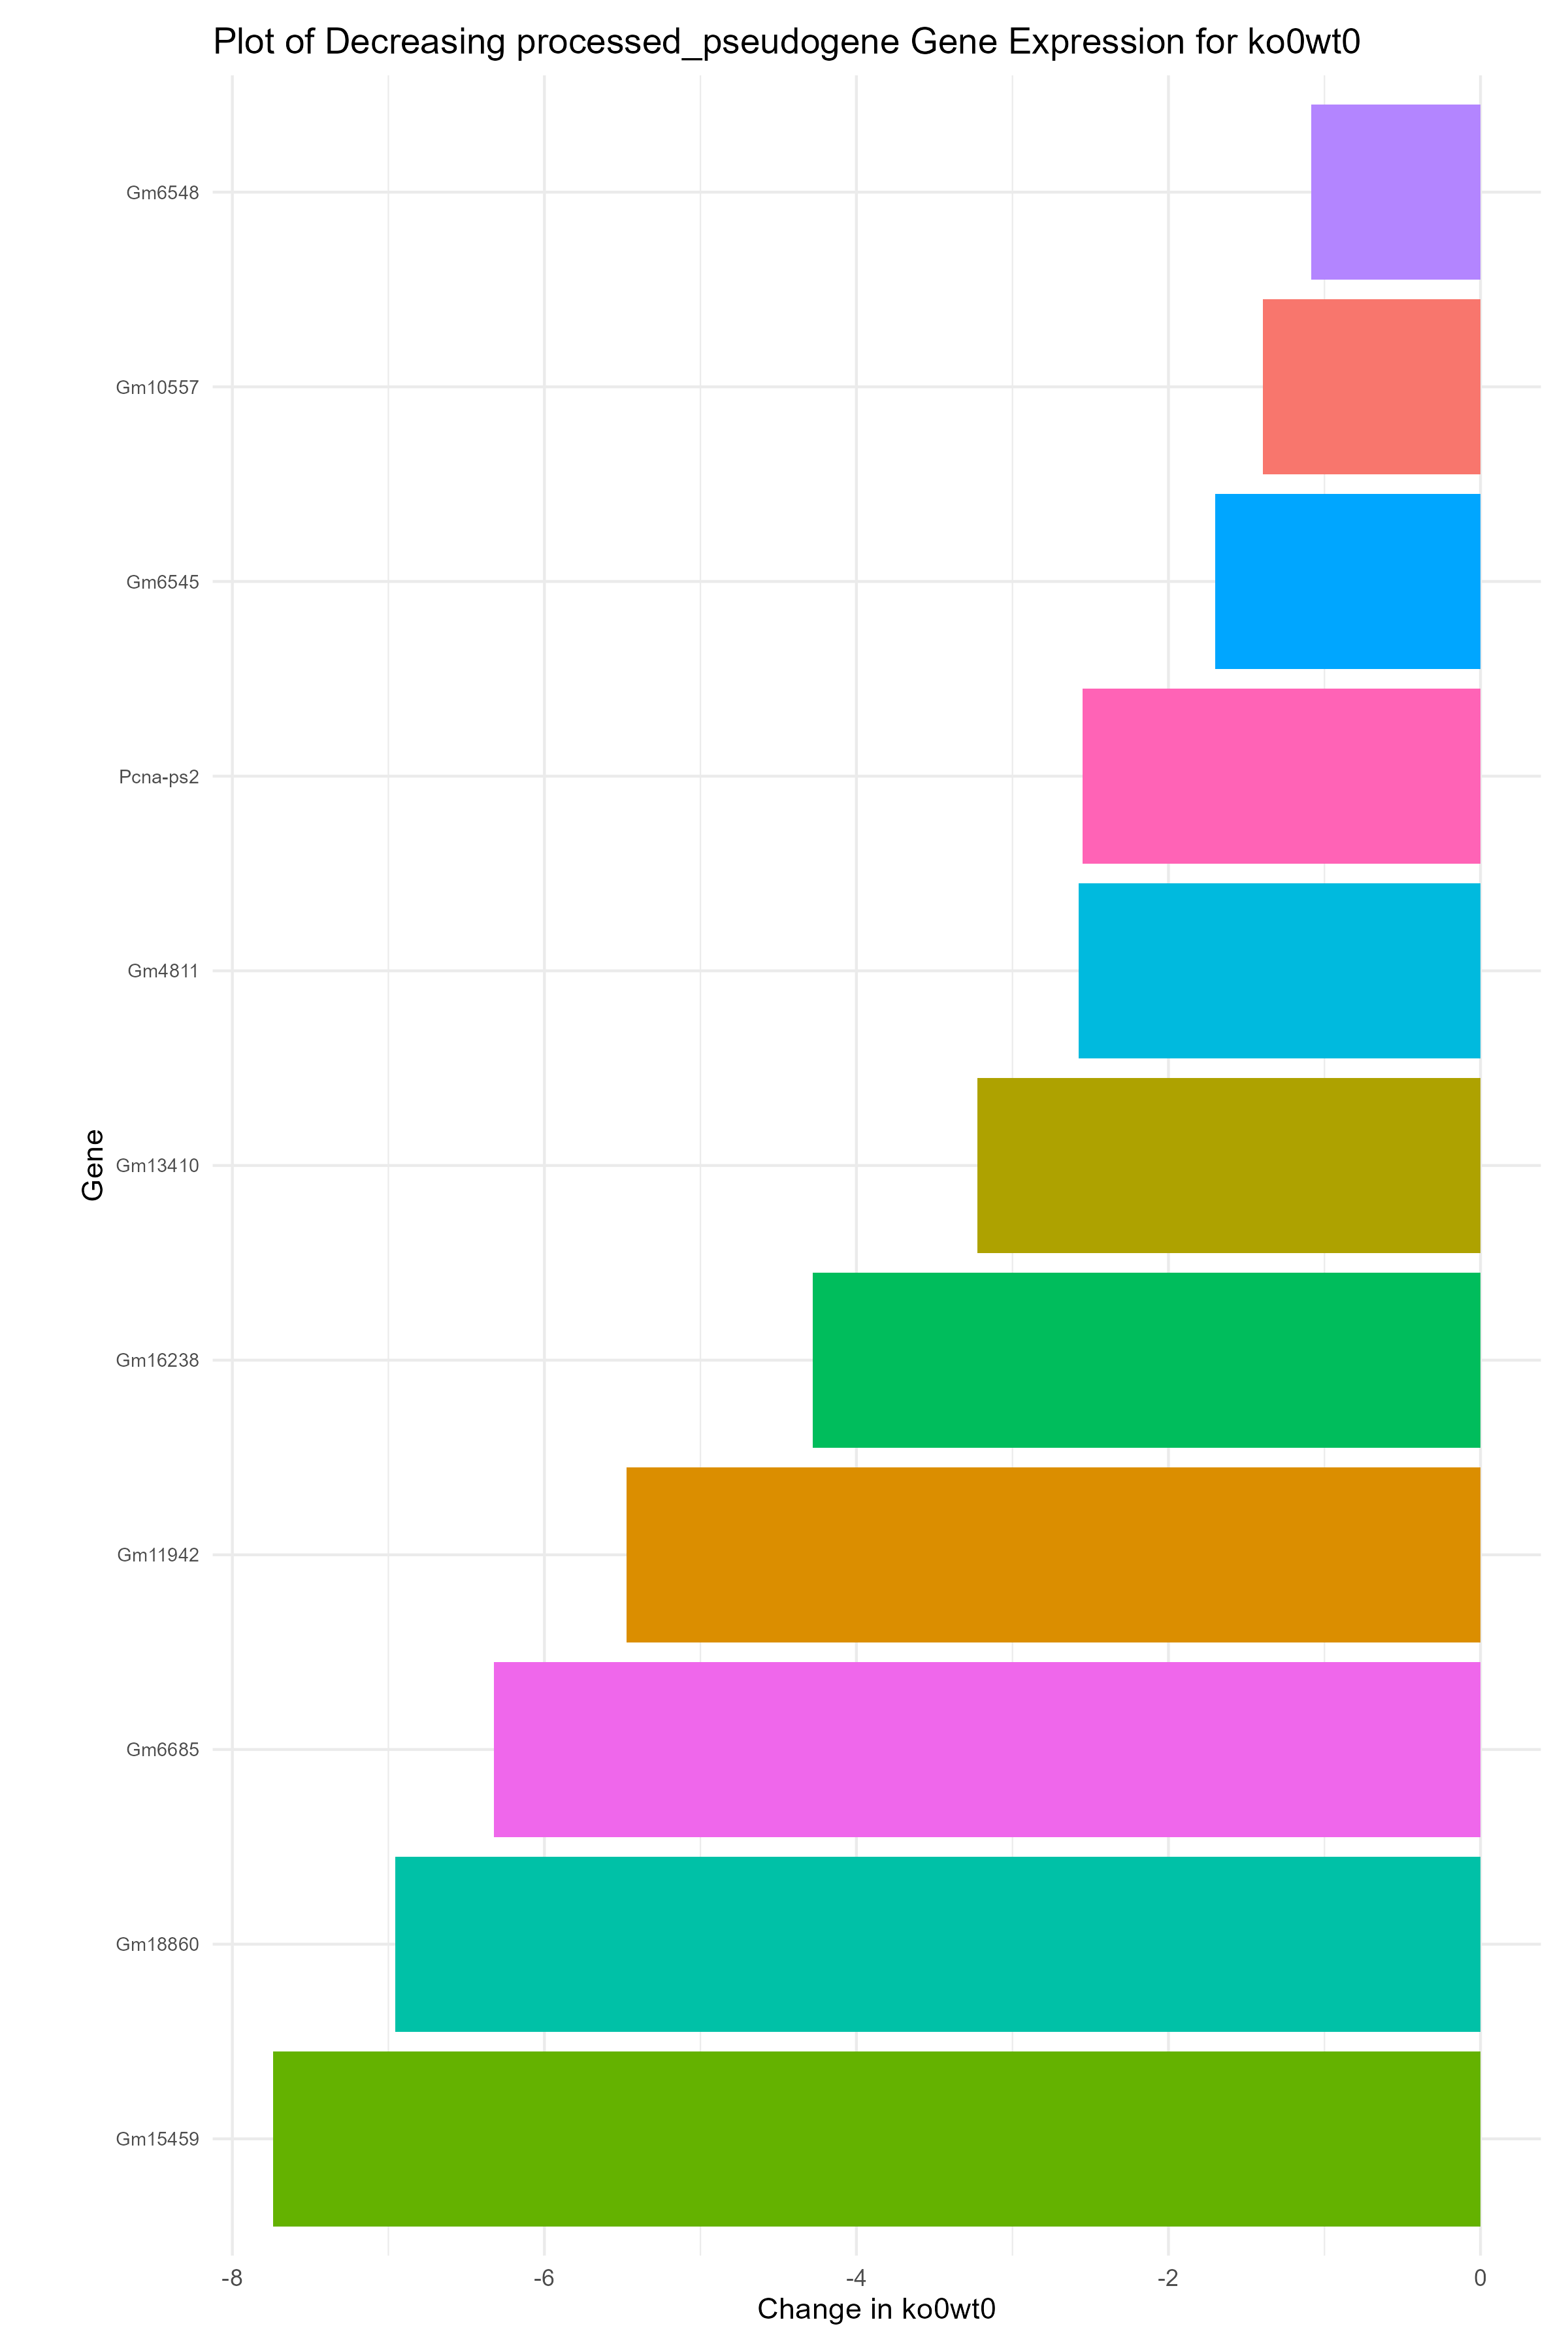 Plot of Decreasing processed_pseudogene Gene Expression for ko0wt0
Gm6548
Gm10557
Gm6545
Pcna-ps2
Gm4811
Gene
Gm13410
Gm16238
Gm11942
Gm6685
Gm18860
Gm15459
-8 -6 -4 -2 0
Change in ko0wt0